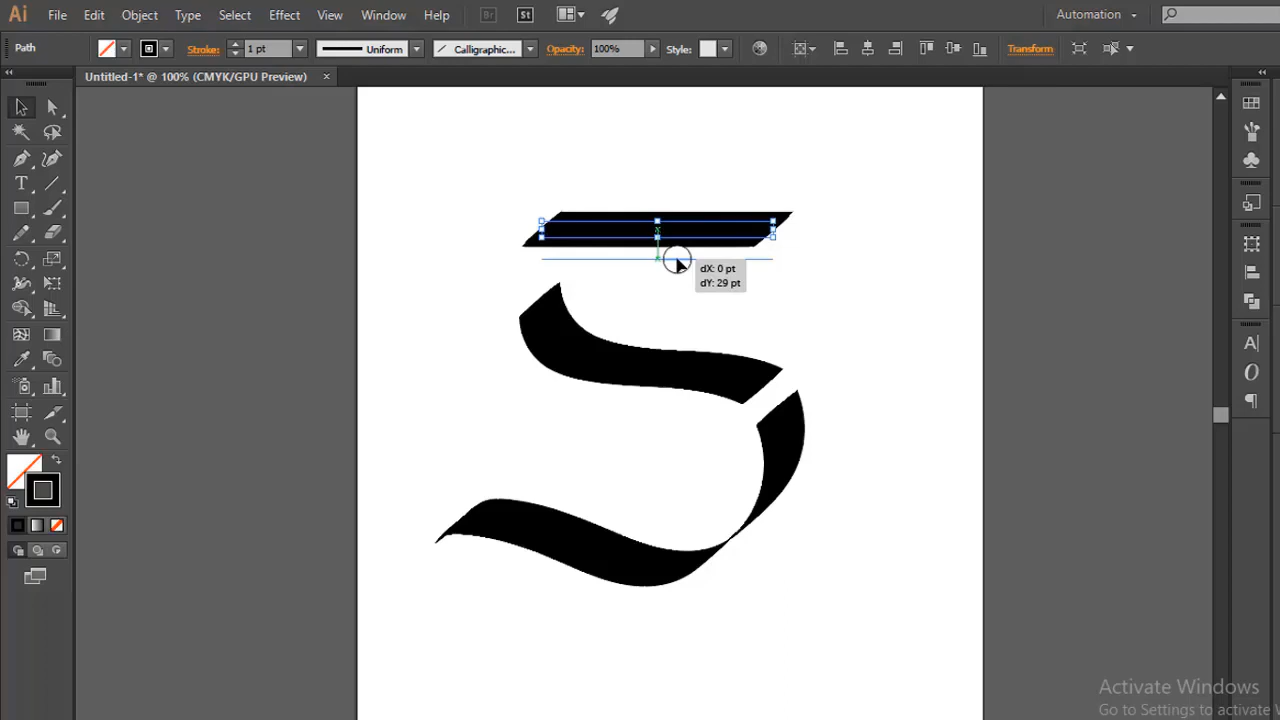 Ai File Edit Object Type Select Effect View Window Help Br St Automation
Path Stroke: 1 pt Uniform Calligraphic... Opacity: 100% Style: Transform
Untitled-1* @ 100% (CMYK/GPU Preview) ×
dX: 0 pt
dY: 29 pt
Activate Windows
Go to Settings to activate